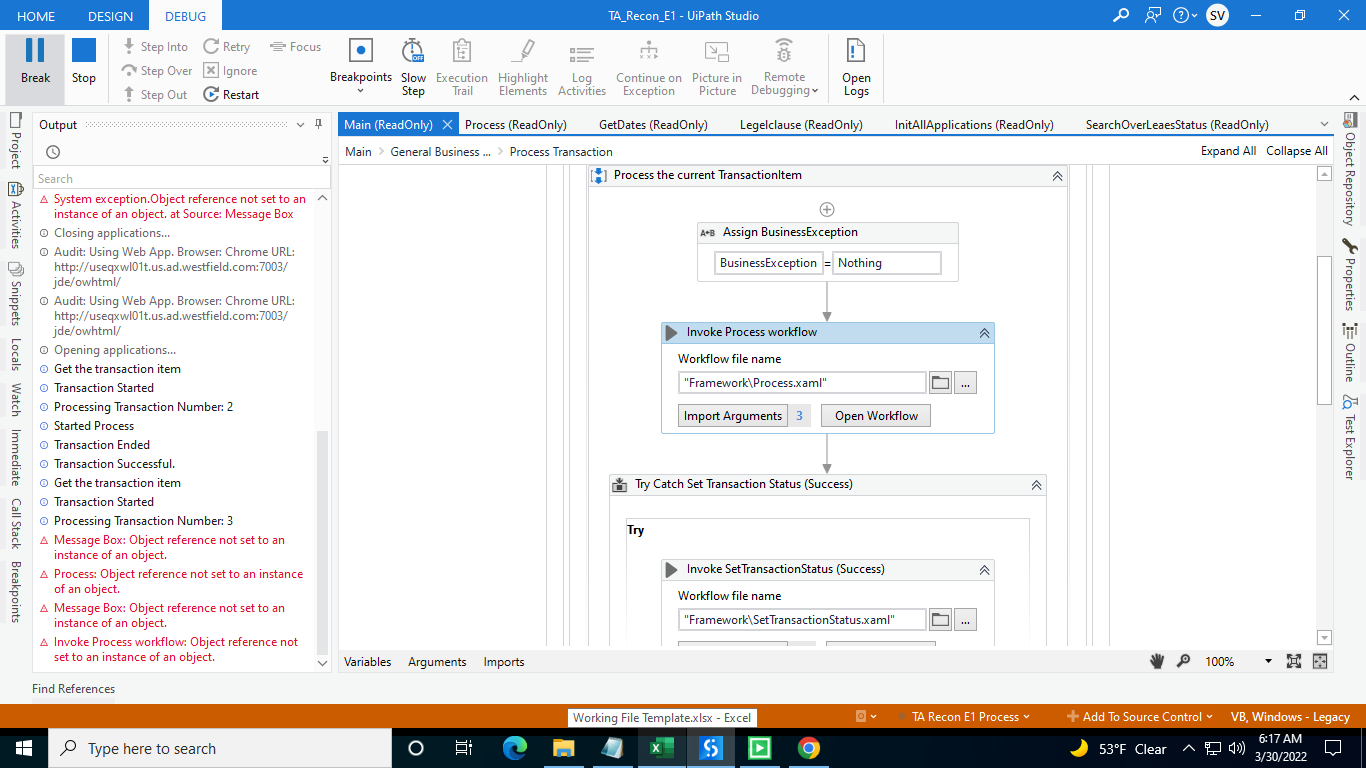 HOME DESIGN DEBUG TA_Recon_E1 - UiPath Studio SV
Break
Stop
Step Into
Step Over
Step Out
Retry
Ignore
Restart
Focus
Breakpoints
Slow
Step
OFF
Execution
Trail
Highlight
Elements
Log
Activities
Continue on
Exception
Picture in
Picture
Remote
Debugging
Open
Logs
Project
Activities
Snippets
Locals
Watch
Immediate
Call Stack
Breakpoints
Output
Search
System exception.Object reference not set to an
instance of an object. at Source: Message Box
Closing applications...
Audit: Using Web App. Browser: Chrome URL:
http://useqxwl01t.us.ad.westfield.com:7003/
jde/owhtml/
Audit: Using Web App. Browser: Chrome URL:
http://useqxwl01t.us.ad.westfield.com:7003/
jde/owhtml/
Opening applications...
Get the transaction item
Transaction Started
Processing Transaction Number: 2
Started Process
Transaction Ended
Transaction Successful.
Get the transaction item
Transaction Started
Processing Transaction Number: 3
Message Box: Object reference not set to an
instance of an object.
Process: Object reference not set to an instance
of an object.
Message Box: Object reference not set to an
instance of an object.
Invoke Process workflow: Object reference not
set to an instance of an object.
Find References
Main (ReadOnly) Process (ReadOnly) GetDates (ReadOnly) Legelclause (ReadOnly) InitAllApplications (ReadOnly) SearchOverLeaesStatus (ReadOnly)
Main > General Business ... > Process Transaction Expand All Collapse All
Process the current TransactionItem
A+B Assign BusinessException
BusinessException = Nothing
Invoke Process workflow
Workflow file name
"Framework\Process.xaml" ...
Import Arguments 3 Open Workflow
Try Catch Set Transaction Status (Success)
Try
Invoke SetTransactionStatus (Success)
Workflow file name
"Framework\SetTransactionStatus.xaml" ...
Variables Arguments Imports 100%
Object Repository
Properties
Outline
Test Explorer
Working File Template.xlsx - Excel
TA Recon E1 Process Add To Source Control VB, Windows - Legacy
Type here to search
53°F Clear
6:17 AM
3/30/2022